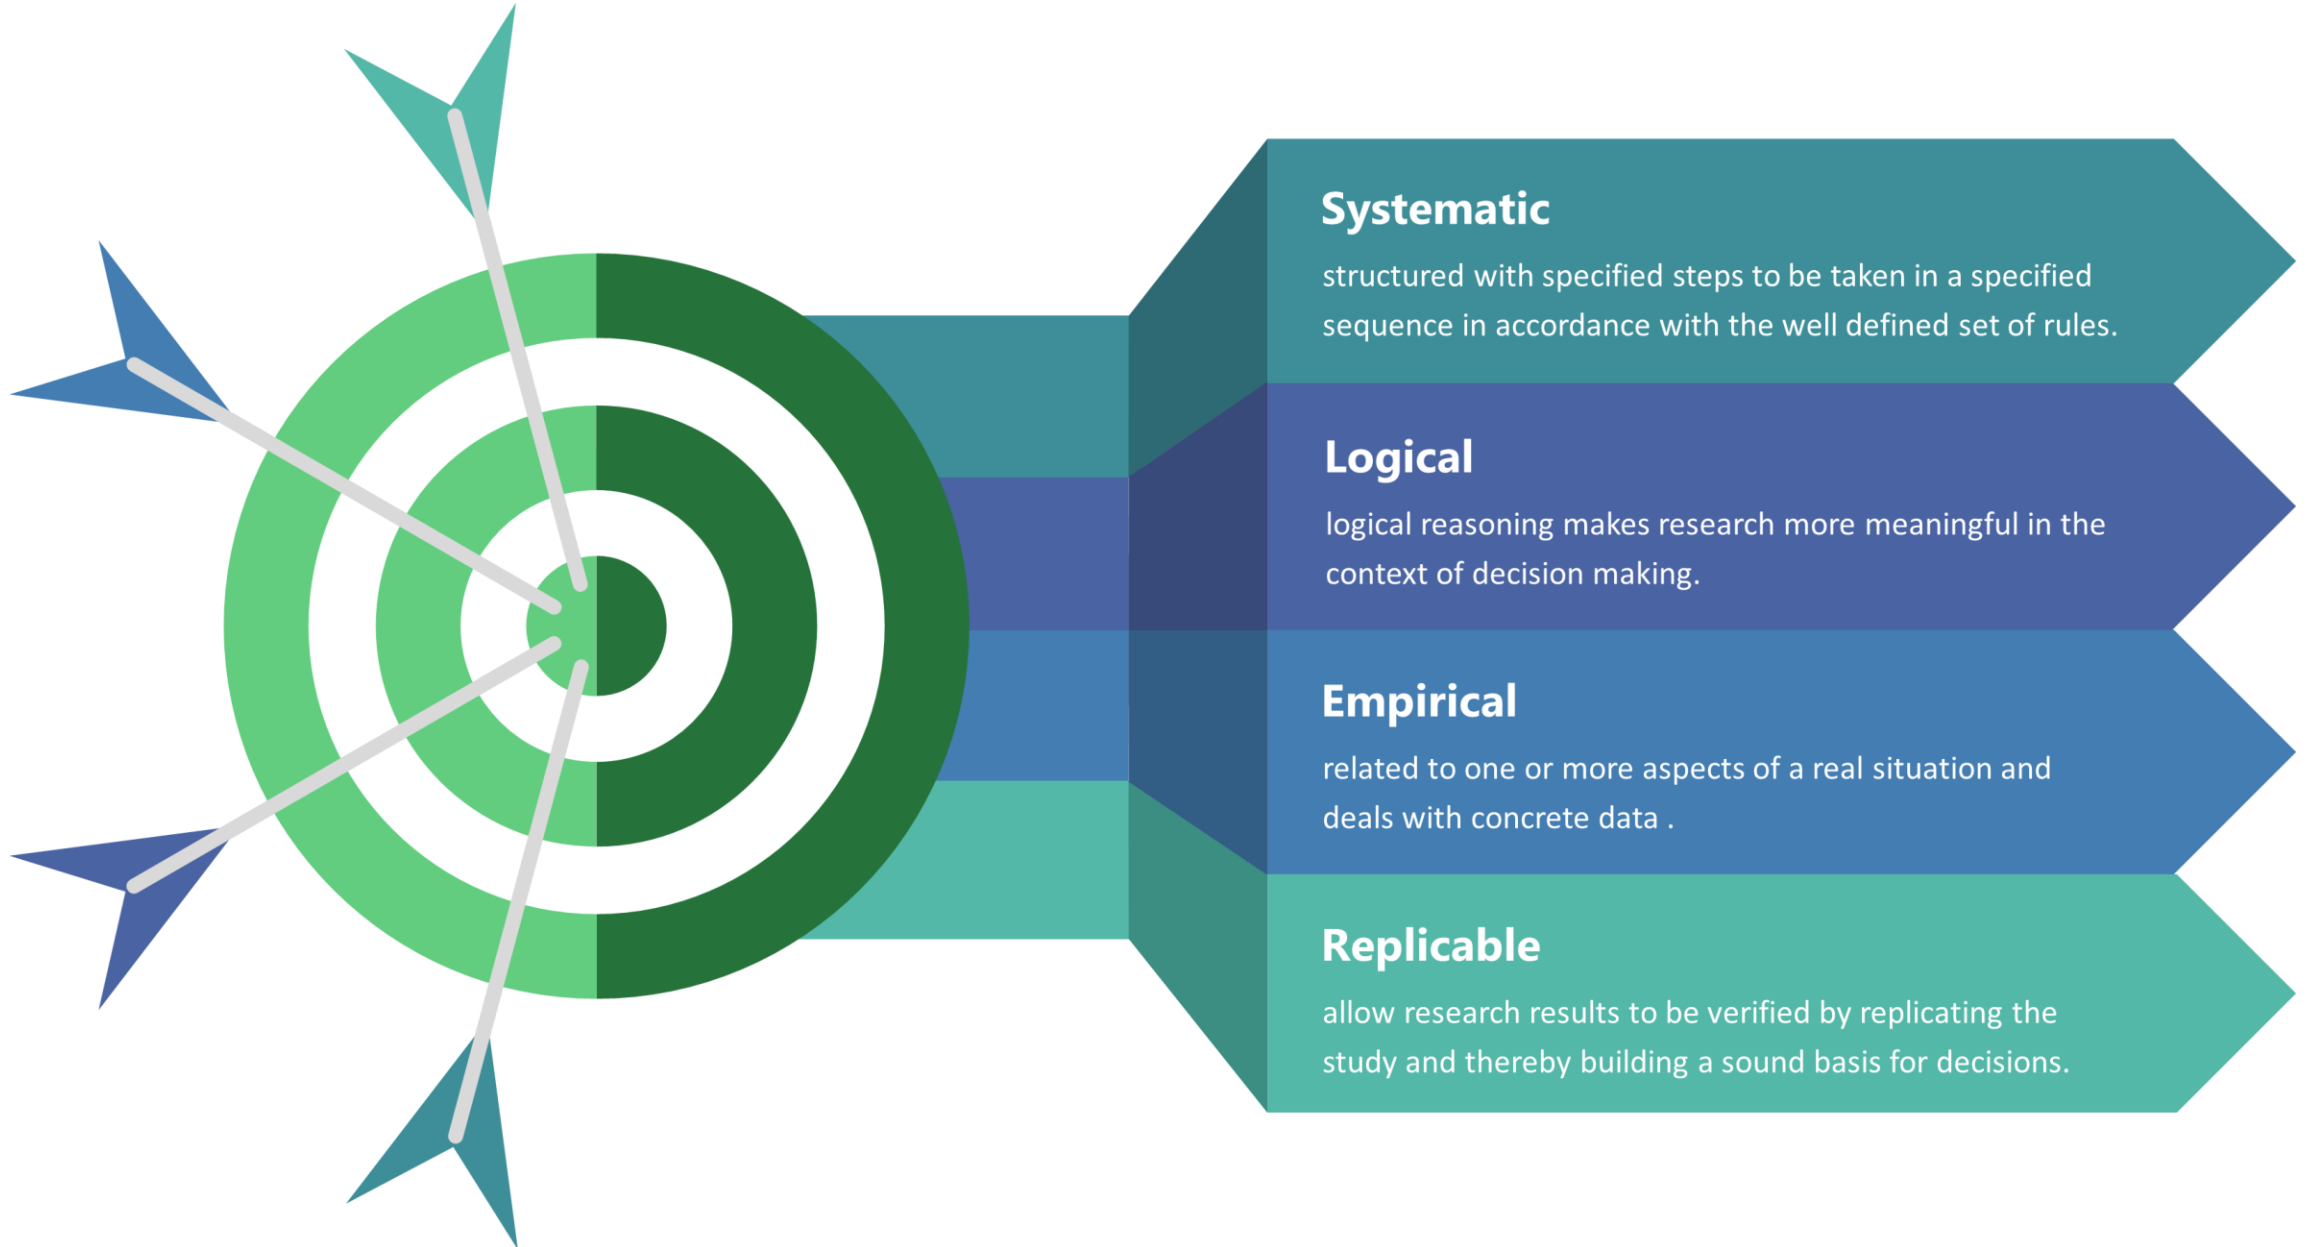 Systematic
structured with specified steps to be taken in a specified
sequence in accordance with the well defined set of rules.
Logical
logical reasoning makes research more meaningful in the
context of decision making.
Empirical
related to one or more aspects of a real situation and
deals with concrete data .
Replicable
allow research results to be verified by replicating the
study and thereby building a sound basis for decisions.